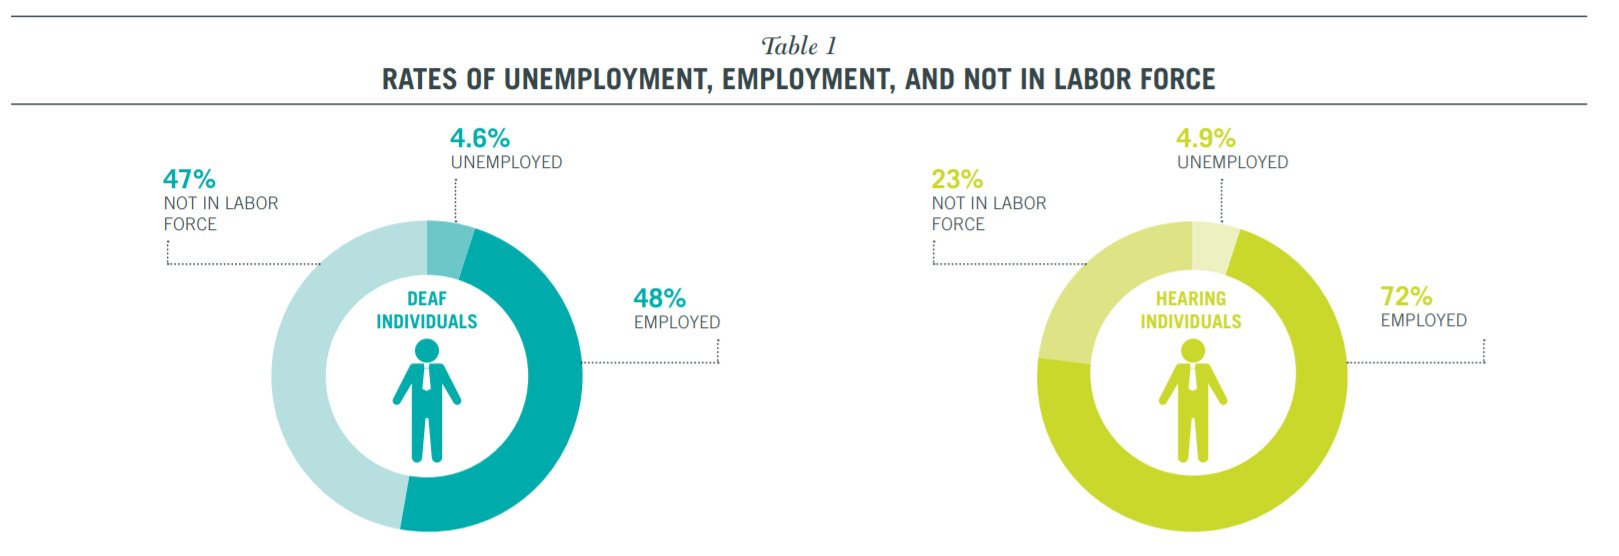 Table 1
RATES OF UNEMPLOYMENT, EMPLOYMENT, AND NOT IN LABOR FORCE
4.6%
UNEMPLOYED
47%
NOT IN LABOR
FORCE
48%
EMPLOYED
DEAF
INDIVIDUALS
4.9%
UNEMPLOYED
23%
NOT IN LABOR
FORCE
72%
EMPLOYED
HEARING
INDIVIDUALS